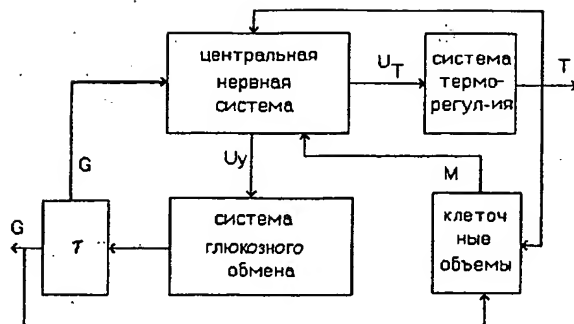 центральная
нервная
система
U_T
система
термо-
регул-ия
T
G
Uy
M
G
τ
система
глюкозного
обмена
клеточ
ные
объемы